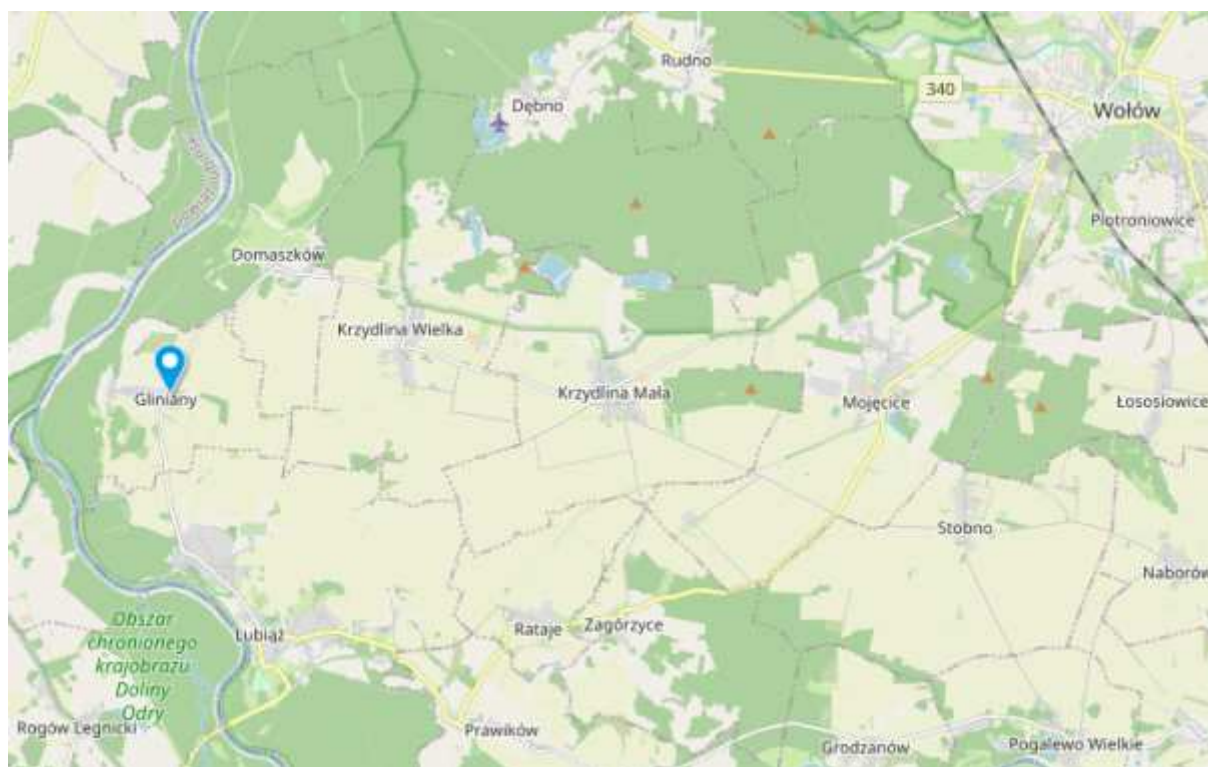 Rudno
340
Dębno
Wołów
Piotroniowice
Domaszków
Krzydlina Wielka
Gliniany
Krzydlina Mała
Mojęcice
Łososiowice
Stobno
Naborów
Obszar
chronionego
krajobrazu
Doliny
Odry
Lubiąż
Rataje
Zagórzyce
Rogów Legnicki
Prawików
Grodzanów
Pogalewo Wielkie